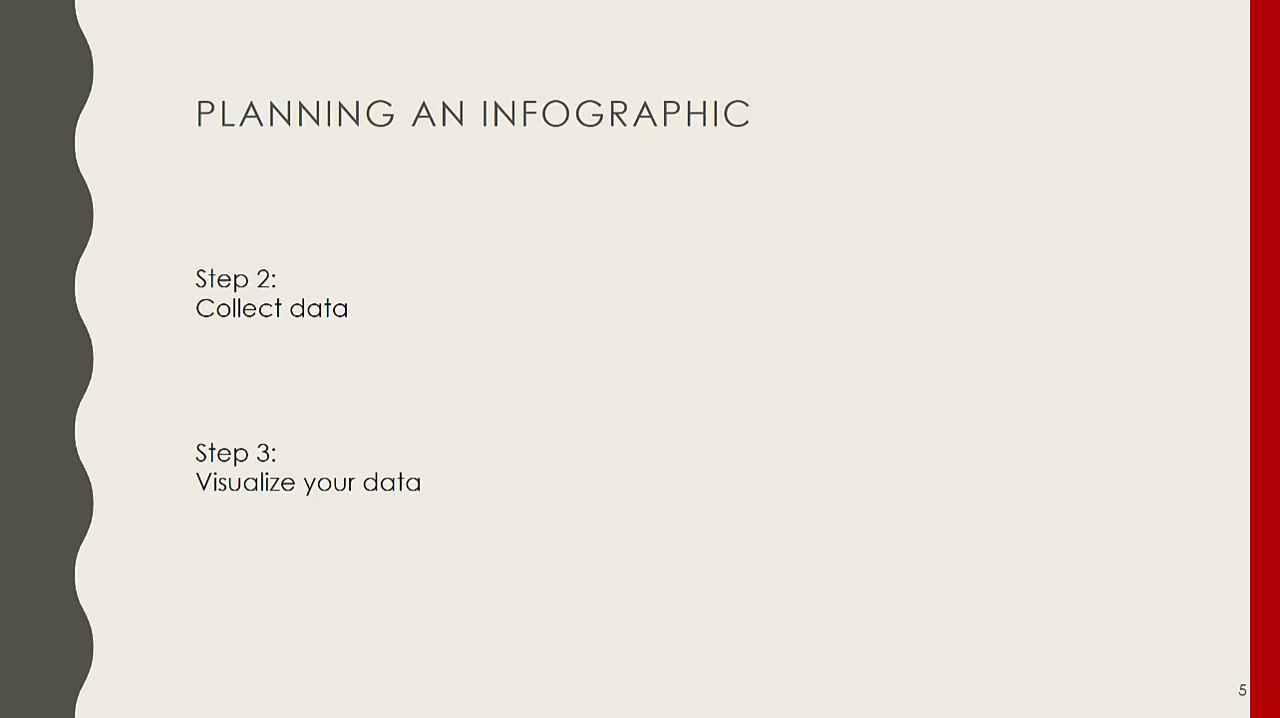 PLANNING AN INFOGRAPHIC
Step 2:
Collect data
Step 3:
Visualize your data
5